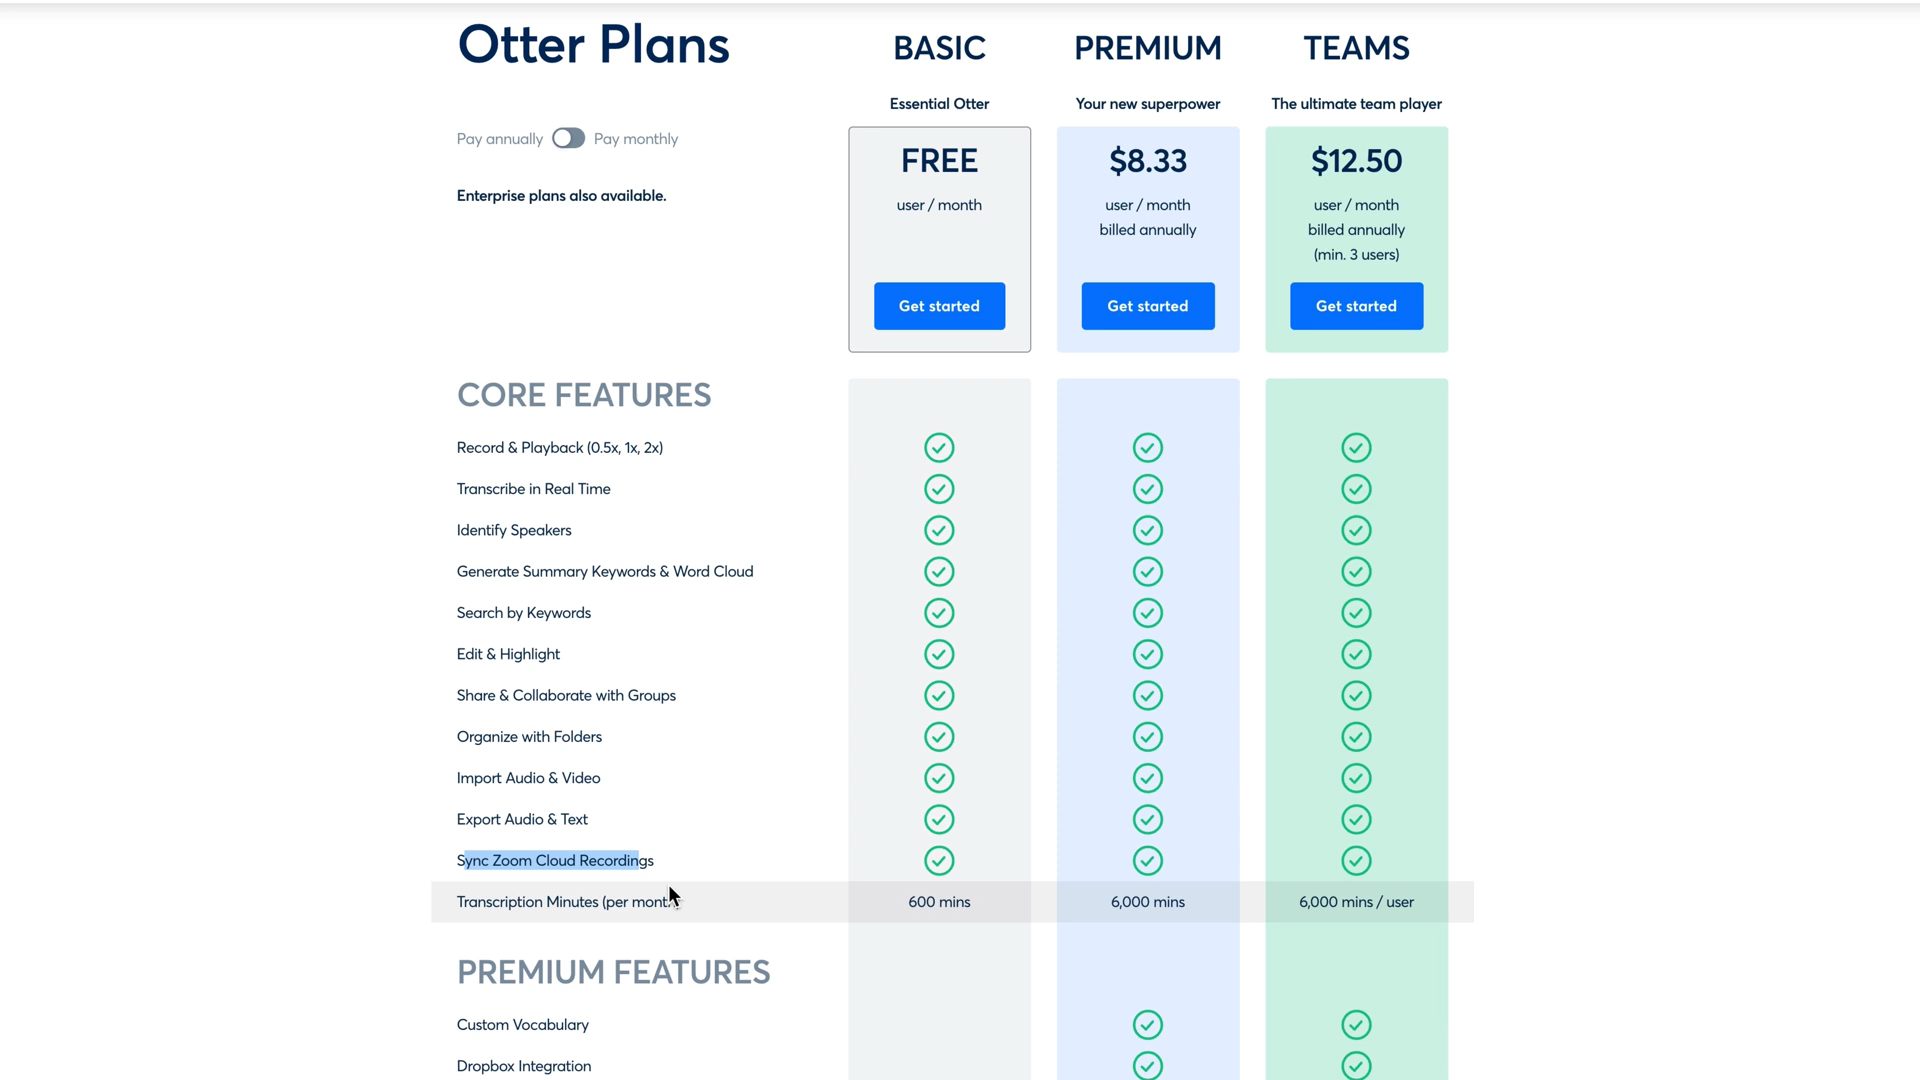 Otter Plans
BASIC
PREMIUM
TEAMS
Essential Otter
Your new superpower
The ultimate team player
Pay annually
Pay monthly
Enterprise plans also available.
FREE
user / month
Get started
$8.33
user / month
billed annually
Get started
$12.50
user / month
billed annually
(min. 3 users)
Get started
CORE FEATURES
Record & Playback (0.5x, 1x, 2x)
Transcribe in Real Time
Identify Speakers
Generate Summary Keywords & Word Cloud
Search by Keywords
Edit & Highlight
Share & Collaborate with Groups
Organize with Folders
Import Audio & Video
Export Audio & Text
Sync Zoom Cloud Recordings
Transcription Minutes (per mont
600 mins
6,000 mins
6,000 mins / user
PREMIUM FEATURES
Custom Vocabulary
Dropbox Integration